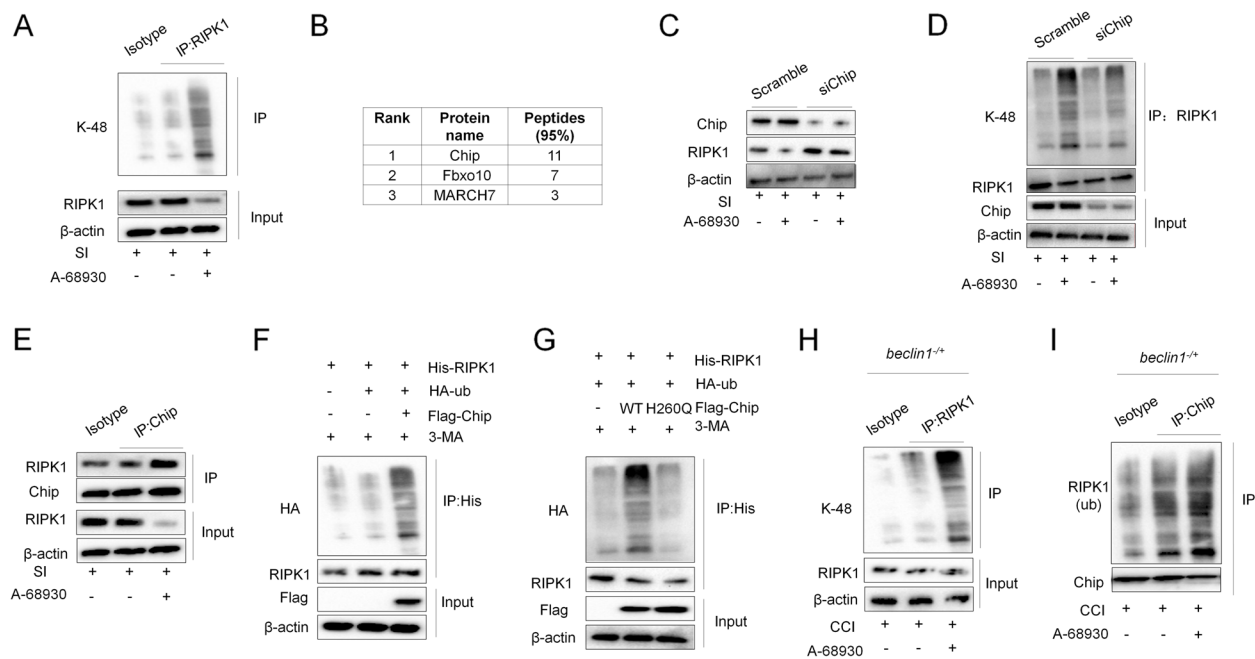 A
Isotype
IP:RIPK1
K-48
IP
RIPK1
β-actin
Input
SI + + +
A-68930 - - +
B
Rank Protein name Peptides (95%)
1 Chip 11
2 Fbxo10 7
3 MARCH7 3
C
Scramble
siChip
Chip
RIPK1
β-actin
SI + + + +
A-68930 - + - +
D
Scramble
siChip
K-48
IP: RIPK1
RIPK1
Chip
Input
β-actin
SI + + + +
A-68930 - + - +
E
Isotype
IP:Chip
RIPK1
IP
Chip
RIPK1
Input
β-actin
SI + + +
A-68930 - - +
F
+ + + His-RIPK1
- + + HA-ub
+ Flag-Chip
+ + + 3-MA
HA
IP:His
RIPK1
Flag
Input
β-actin
G
+ + + His-RIPK1
+ + + HA-ub
- WT H260Q Flag-Chip
+ + + 3-MA
HA
IP:His
RIPK1
Flag
Input
β-actin
H
beclin1-/+
Isotype
IP:RIPK1
K-48
IP
RIPK1
Input
β-actin
CCI + + +
A-68930 - - +
I
beclin1-/+
Isotype
IP:Chip
RIPK1
(ub)
IP
Chip
CCI + + +
A-68930 - - +